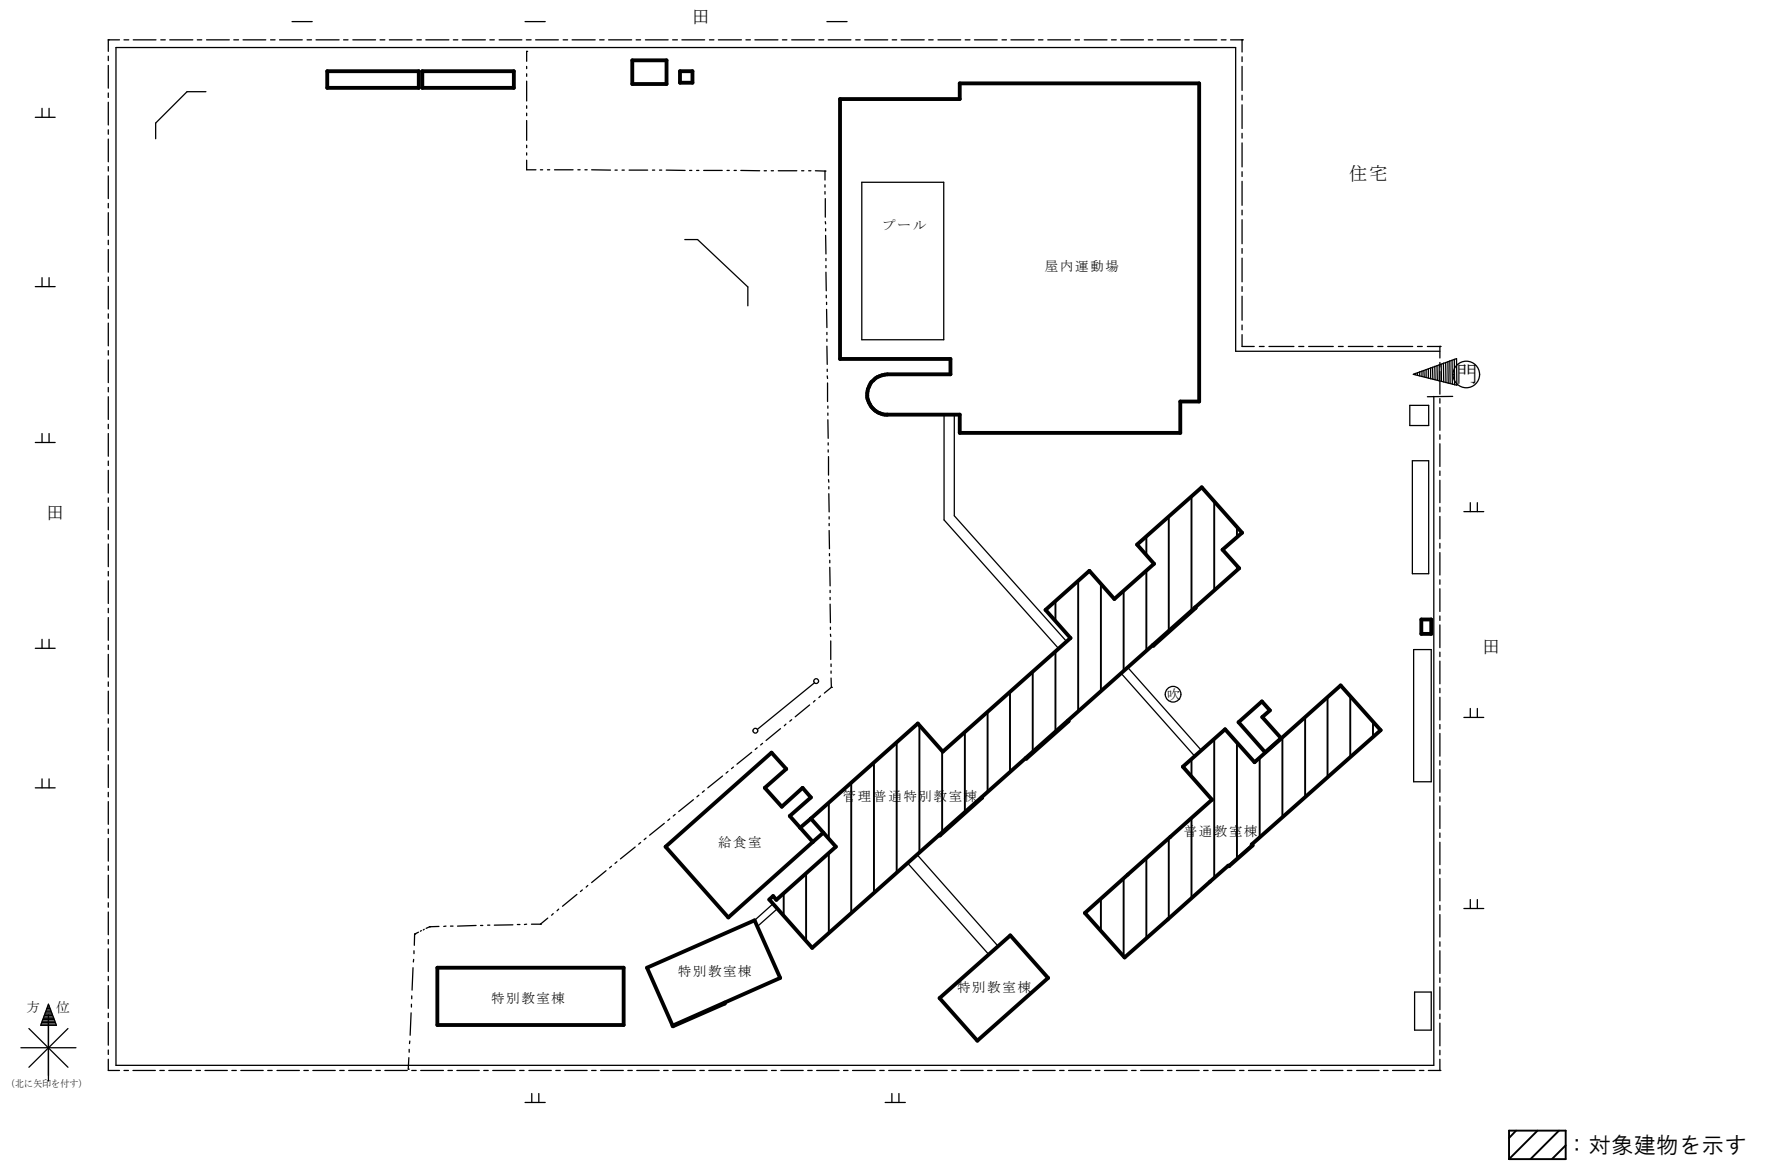 田
住宅
プール
屋内運動場
門
田
田
吹
管理普通特別教室棟
普通教室棟
給食室
特別教室棟
特別教室棟
特別教室棟
方位
(北に矢印を付す)
：対象建物を示す